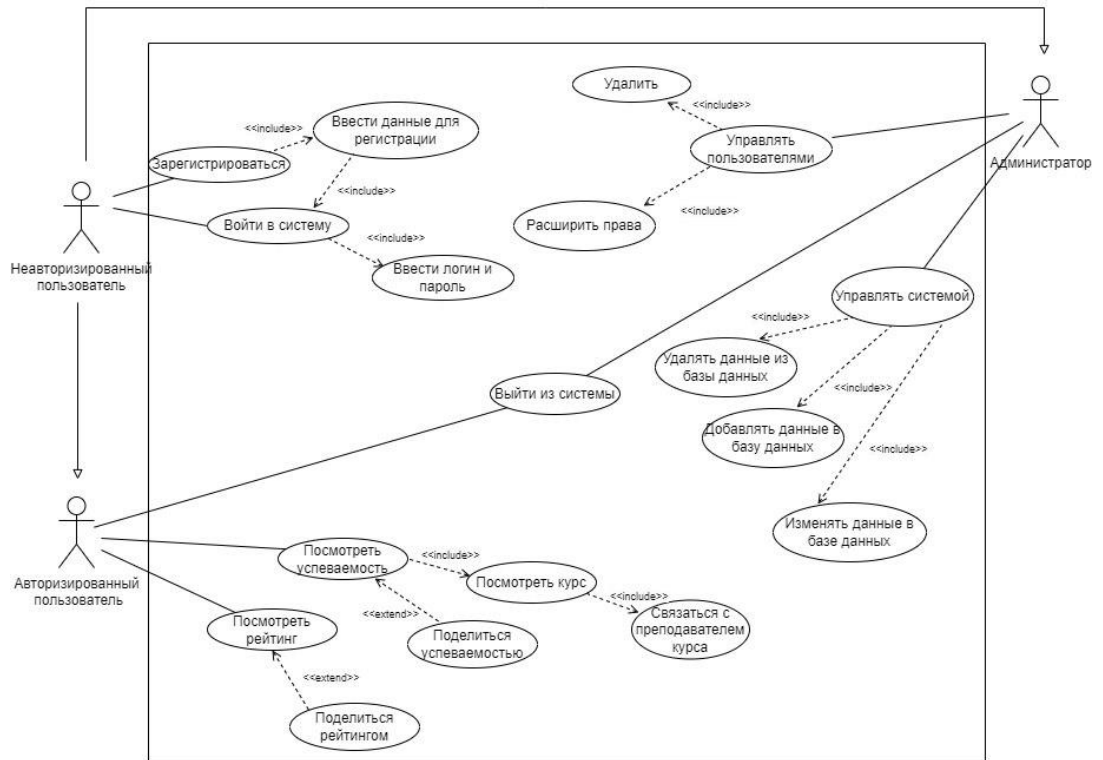 Удалить
<<include>>
Ввести данные для
регистрации
<<include>>
Управлять
пользователями
Администратор
Зарегистрироваться
<<include>>
<<include>>
Расширить права
Войти в систему
<<include>>
Неавторизированный
пользователь
Ввести логин и
пароль
Управлять системой
<<include>>
Удалять данные из
базы данных
<<include>>
Выйти из системы
Добавлять данные в
базу данных
<<include>>
Изменять данные в
базе данных
Авторизированный
пользователь
Посмотреть
успеваемость
<<include>>
Посмотреть курс
<<include>>
Связаться с
преподавателем
курса
<<extend>>
Посмотреть
рейтинг
Поделиться
успеваемостью
<<extend>>
Поделиться
рейтингом